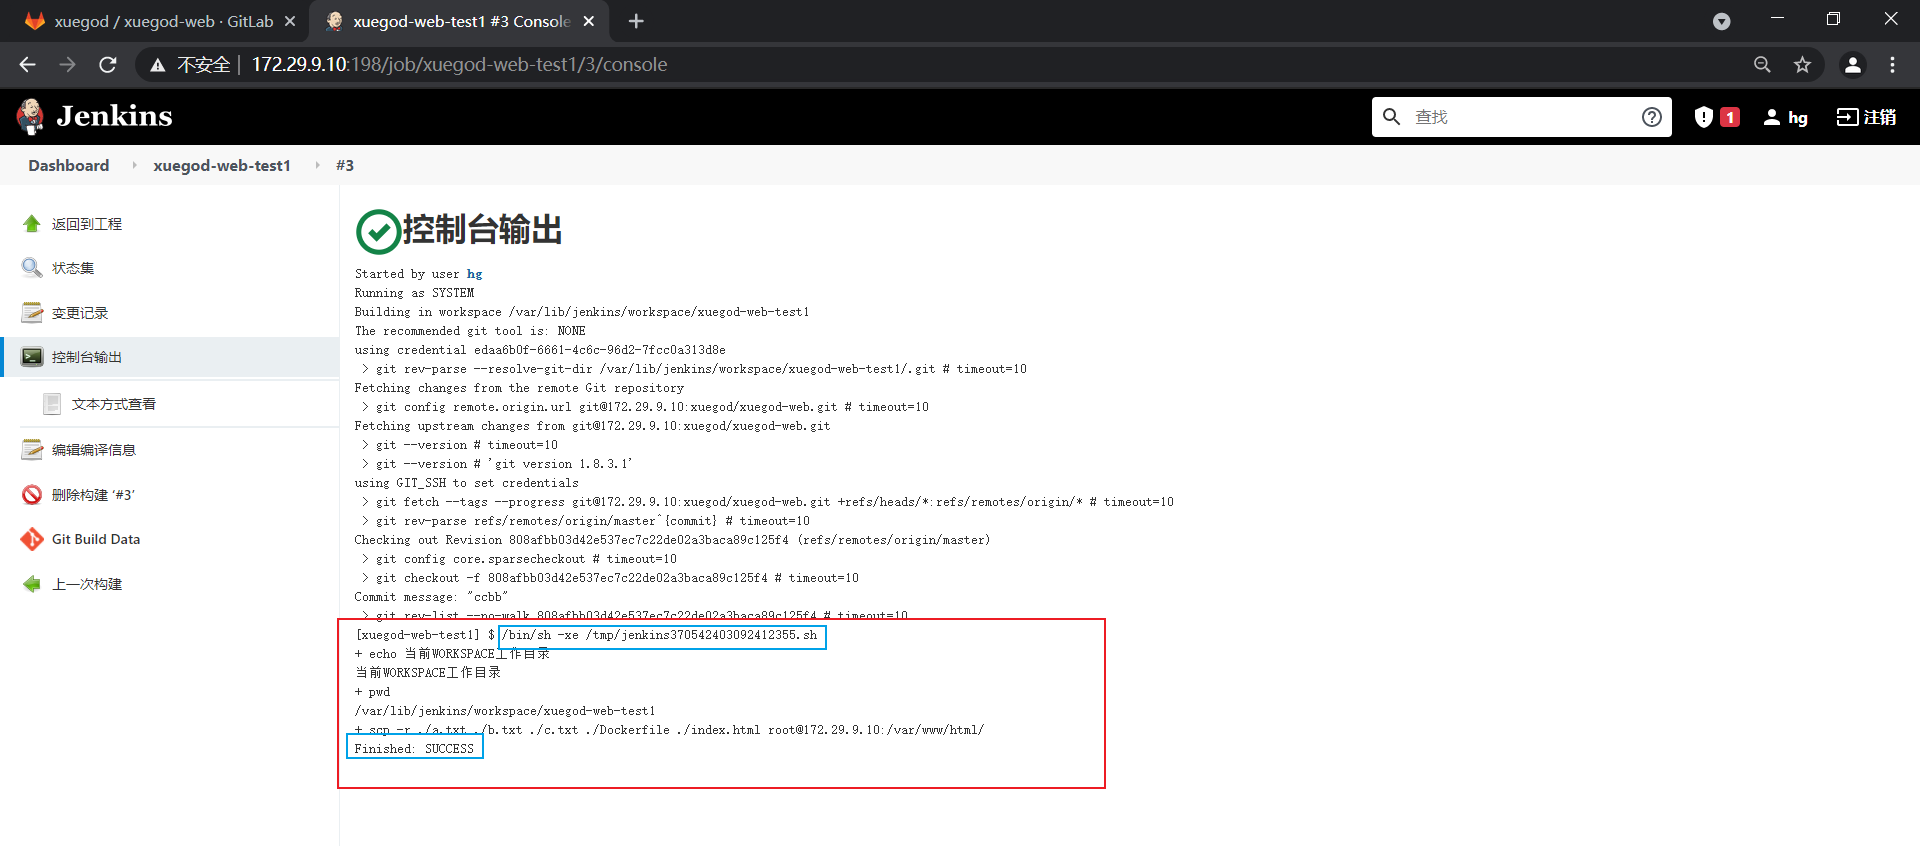 xuegod / xuegod-web · GitLab
xuegod-web-test1 #3 Console
不安全 172.29.9.10:198/job/xuegod-web-test1/3/console
Jenkins
查找
1
hg
注销
Dashboard
xuegod-web-test1
#3
返回到工程
状态集
变更记录
控制台输出
文本方式查看
编辑编译信息
删除构建 ‘#3’
Git Build Data
上一次构建
控制台输出
Started by user hg
Running as SYSTEM
Building in workspace /var/lib/jenkins/workspace/xuegod-web-test1
The recommended git tool is: NONE
using credential edaa6b0f-6661-4c6c-96d2-7fcc0a313d8e
> git rev-parse --resolve-git-dir /var/lib/jenkins/workspace/xuegod-web-test1/.git # timeout=10
Fetching changes from the remote Git repository
> git config remote.origin.url git@172.29.9.10:xuegod/xuegod-web.git # timeout=10
Fetching upstream changes from git@172.29.9.10:xuegod/xuegod-web.git
> git --version # timeout=10
> git --version # 'git version 1.8.3.1'
using GIT_SSH to set credentials
> git fetch --tags --progress git@172.29.9.10:xuegod/xuegod-web.git +refs/heads/*:refs/remotes/origin/* # timeout=10
> git rev-parse refs/remotes/origin/master^{commit} # timeout=10
Checking out Revision 808afbb03d42e537ec7c22de02a3baca89c125f4 (refs/remotes/origin/master)
> git config core.sparsecheckout # timeout=10
> git checkout -f 808afbb03d42e537ec7c22de02a3baca89c125f4 # timeout=10
Commit message: "ccbb"
> git rev-list --no-walk 808afbb03d42e537ec7c22de02a3baca89c125f4 # timeout=10
[xuegod-web-test1] $ /bin/sh -xe /tmp/jenkins370542403092412355.sh
+ echo 当前WORKSPACE工作目录
当前WORKSPACE工作目录
+ pwd
/var/lib/jenkins/workspace/xuegod-web-test1
+ scp -r ./a.txt ./b.txt ./c.txt ./Dockerfile ./index.html root@172.29.9.10:/var/www/html/
Finished: SUCCESS